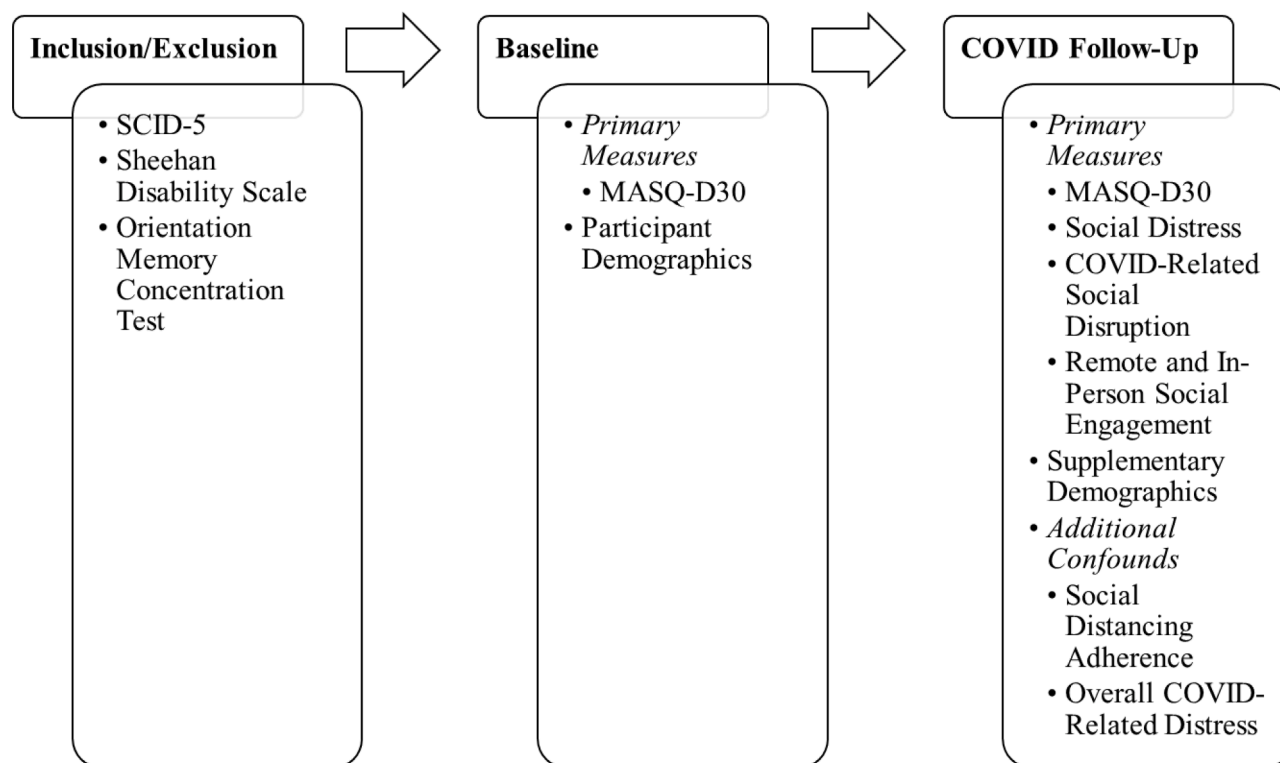 Inclusion/Exclusion
• SCID-5
• Sheehan
Disability Scale
• Orientation
Memory
Concentration
Test
Baseline
• Primary
Measures
• MASQ-D30
• Participant
Demographics
COVID Follow-Up
• Primary
Measures
• MASQ-D30
• Social Distress
• COVID-Related
Social
Disruption
• Remote and In-
Person Social
Engagement
• Supplementary
Demographics
• Additional
Confounds
• Social
Distancing
Adherence
• Overall COVID-
Related Distress